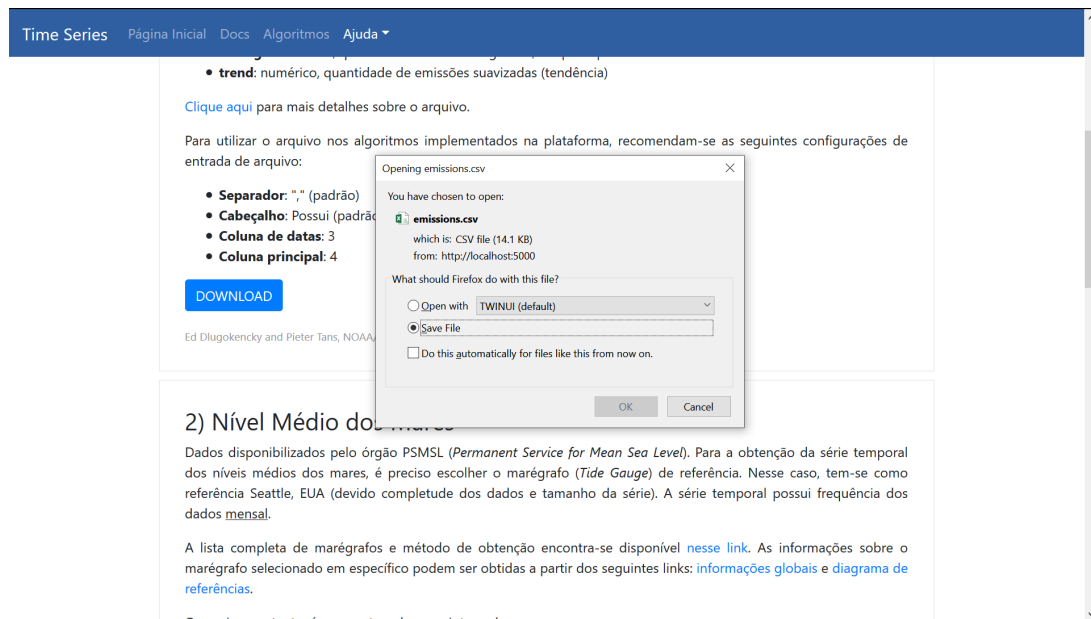 Time Series Página Inicial Docs Algoritmos Ajuda
• trend: numérico, quantidade de emissões suavizadas (tendência)
Clique aqui para mais detalhes sobre o arquivo.
Para utilizar o arquivo nos algoritmos implementados na plataforma, recomendam-se as seguintes configurações de
entrada de arquivo:
• Separador: "," (padrão)
• Cabeçalho: Possui (padrão
• Coluna de datas: 3
• Coluna principal: 4
DOWNLOAD
Ed Dlugokencky and Pieter Tans, NOAA/
Opening emissions.csv
You have chosen to open:
emissions.csv
which is: CSV file (14.1 KB)
from: http://localhost:5000
What should Firefox do with this file?
Open with TWINUI (default)
Save File
Do this automatically for files like this from now on.
OK Cancel
2) Nível Médio dos Mares
Dados disponibilizados pelo órgão PSMSL (Permanent Service for Mean Sea Level). Para a obtenção da série temporal
dos níveis médios dos mares, é preciso escolher o marégrafo (Tide Gauge) de referência. Nesse caso, tem-se como
referência Seattle, EUA (devido completude dos dados e tamanho da série). A série temporal possui frequência dos
dados mensal.
A lista completa de marégrafos e método de obtenção encontra-se disponível nesse link. As informações sobre o
marégrafo selecionado em específico podem ser obtidas a partir dos seguintes links: informações globais e diagrama de
referências.